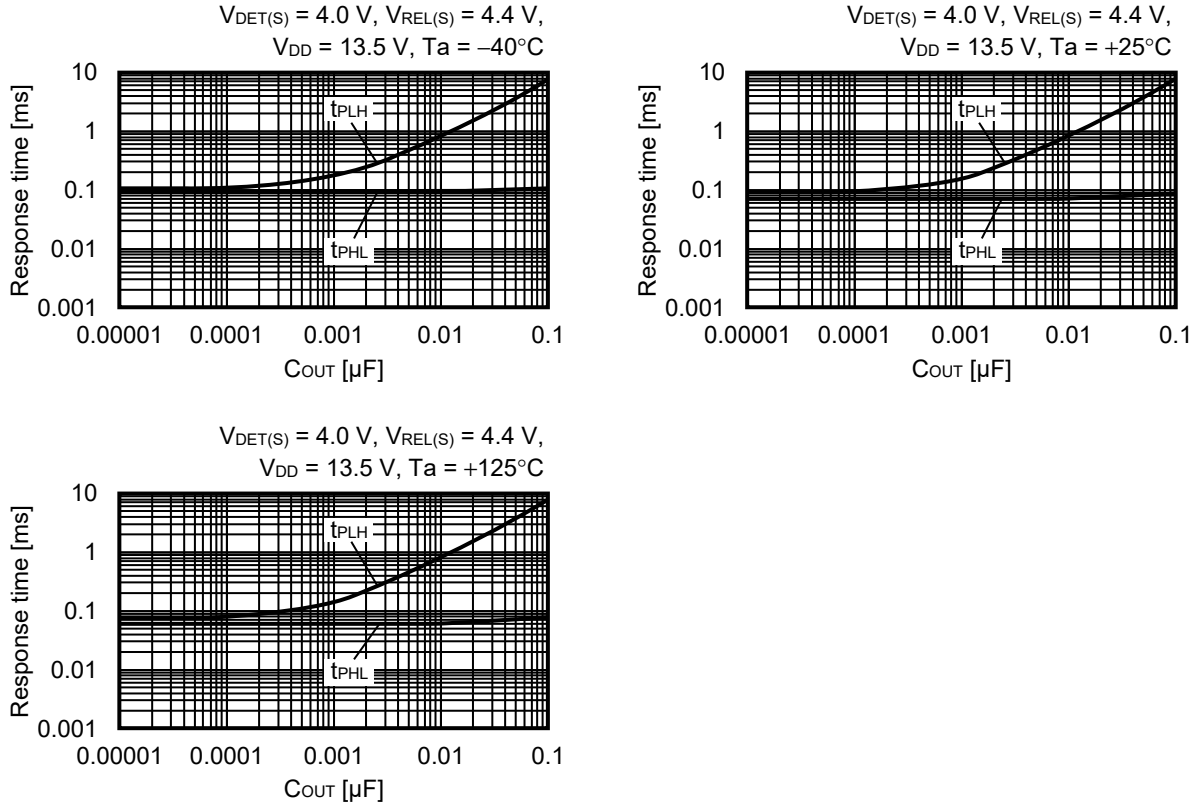 VDET(S) = 4.0 V, VREL(S) = 4.4 V,
VDD = 13.5 V, Ta = −40°C
Response time [ms]
10
1
0.1
0.01
0.001
tPLH
tPHL
0.00001 0.0001 0.001 0.01 0.1
COUT [µF]
VDET(S) = 4.0 V, VREL(S) = 4.4 V,
VDD = 13.5 V, Ta = +25°C
Response time [ms]
10
1
0.1
0.01
0.001
tPLH
tPHL
0.00001 0.0001 0.001 0.01 0.1
COUT [µF]
VDET(S) = 4.0 V, VREL(S) = 4.4 V,
VDD = 13.5 V, Ta = +125°C
Response time [ms]
10
1
0.1
0.01
0.001
tPLH
tPHL
0.00001 0.0001 0.001 0.01 0.1
COUT [µF]